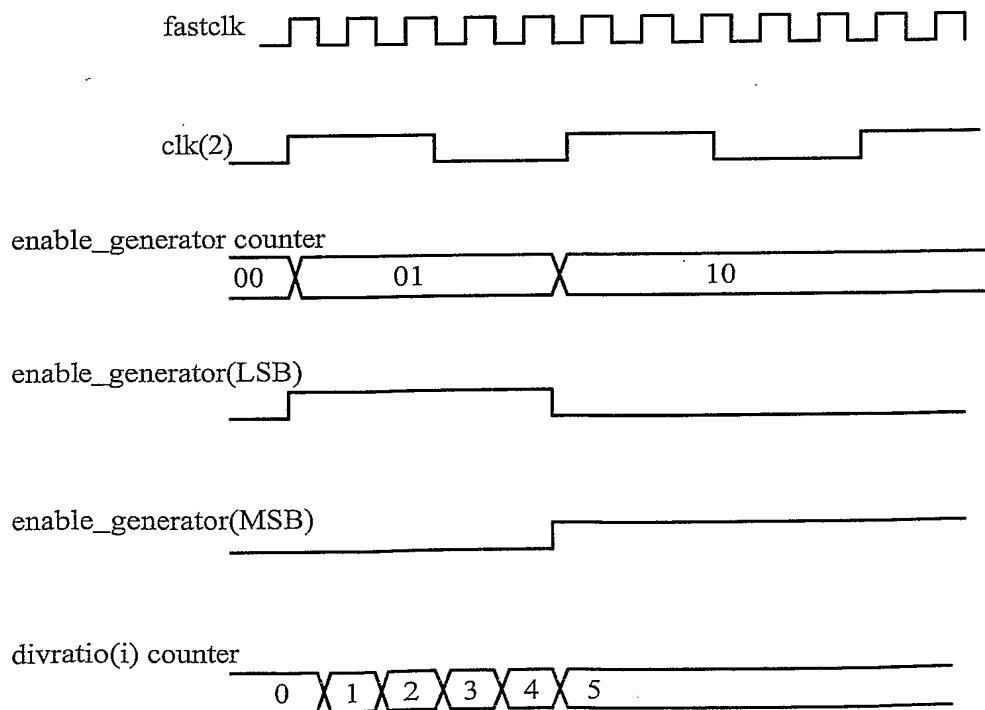 fastclk
clk(2)
enable_generator counter
00 01 10
enable_generator(LSB)
enable_generator(MSB)
divratio(i) counter
0 1 2 3 4 5